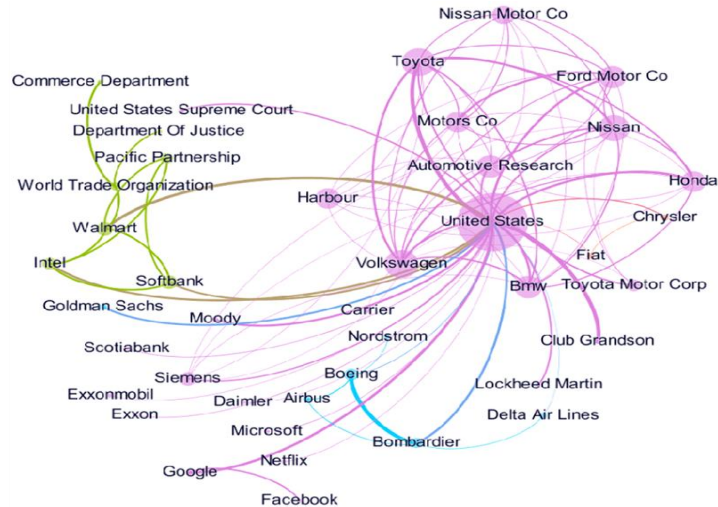 Nissan Motor Co
Toyota
Ford Motor Co
Commerce Department
United States Supreme Court
Motors Co
Nissan
Department Of Justice
Pacific Partnership
Automotive Research
World Trade Organization
Honda
Harbour
Chrysler
Walmart
United States
Intel
Volkswagen
Fiat
Softbank
Bmw
Toyota Motor Corp
Goldman Sachs
Moody
Carrier
Nordstrom
Club Grandson
Scotiabank
Boeing
Siemens
Lockheed Martin
Exxonmobil
Airbus
Daimler
Exxon
Delta Air Lines
Microsoft
Bombardier
Netflix
Google
Facebook